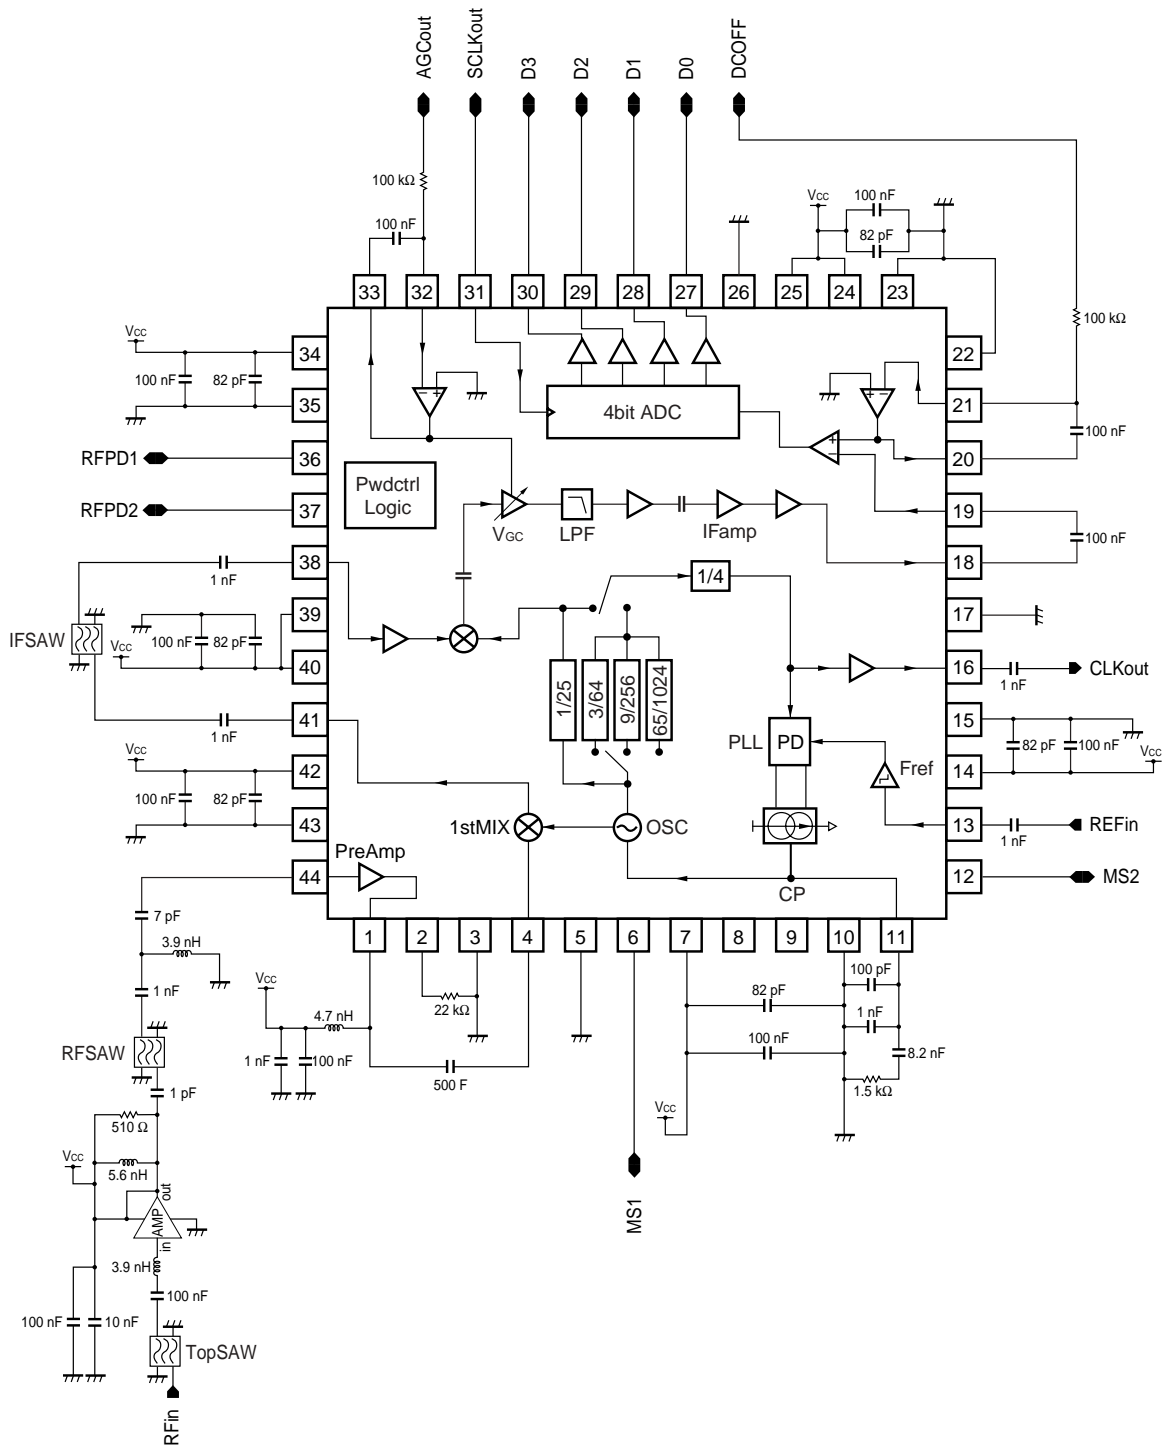 AGCout
SCLKout
D3
D2
D1
D0
DCOFF
100 kΩ
100 nF
VCC
100 nF
82 pF
33
32
31
30
29
28
27
26
25
24
23
VCC
100 nF
82 pF
34
35
RFPD1
36
RFPD2
37
38
1 nF
39
100 nF
82 pF
VCC
40
IFSAW
41
1 nF
VCC
42
100 nF
82 pF
43
44
100 kΩ
22
21
100 nF
20
19
100 nF
18
17
16
CLKout
1 nF
15
82 pF
100 nF
VCC
14
13
REFin
1 nF
12
MS2
- +
4bit ADC
+ -
+
-
Pwdctrl
Logic
VGC
LPF
IFamp
1/4
1/25
3/64
9/256
65/1024
PLL
PD
Fref
1stMIX
OSC
CP
PreAmp
1
2
3
4
5
6
7
8
9
10
11
7 pF
3.9 nH
1 nF
RFSAW
1 pF
510 Ω
VCC
5.6 nH
out
AMP
in
3.9 nH
100 nF
100 nF
10 nF
TopSAW
RFin
VCC
4.7 nH
1 nF
100 nF
22 kΩ
500 F
MS1
82 pF
100 nF
VCC
100 pF
1 nF
8.2 nF
1.5 kΩ